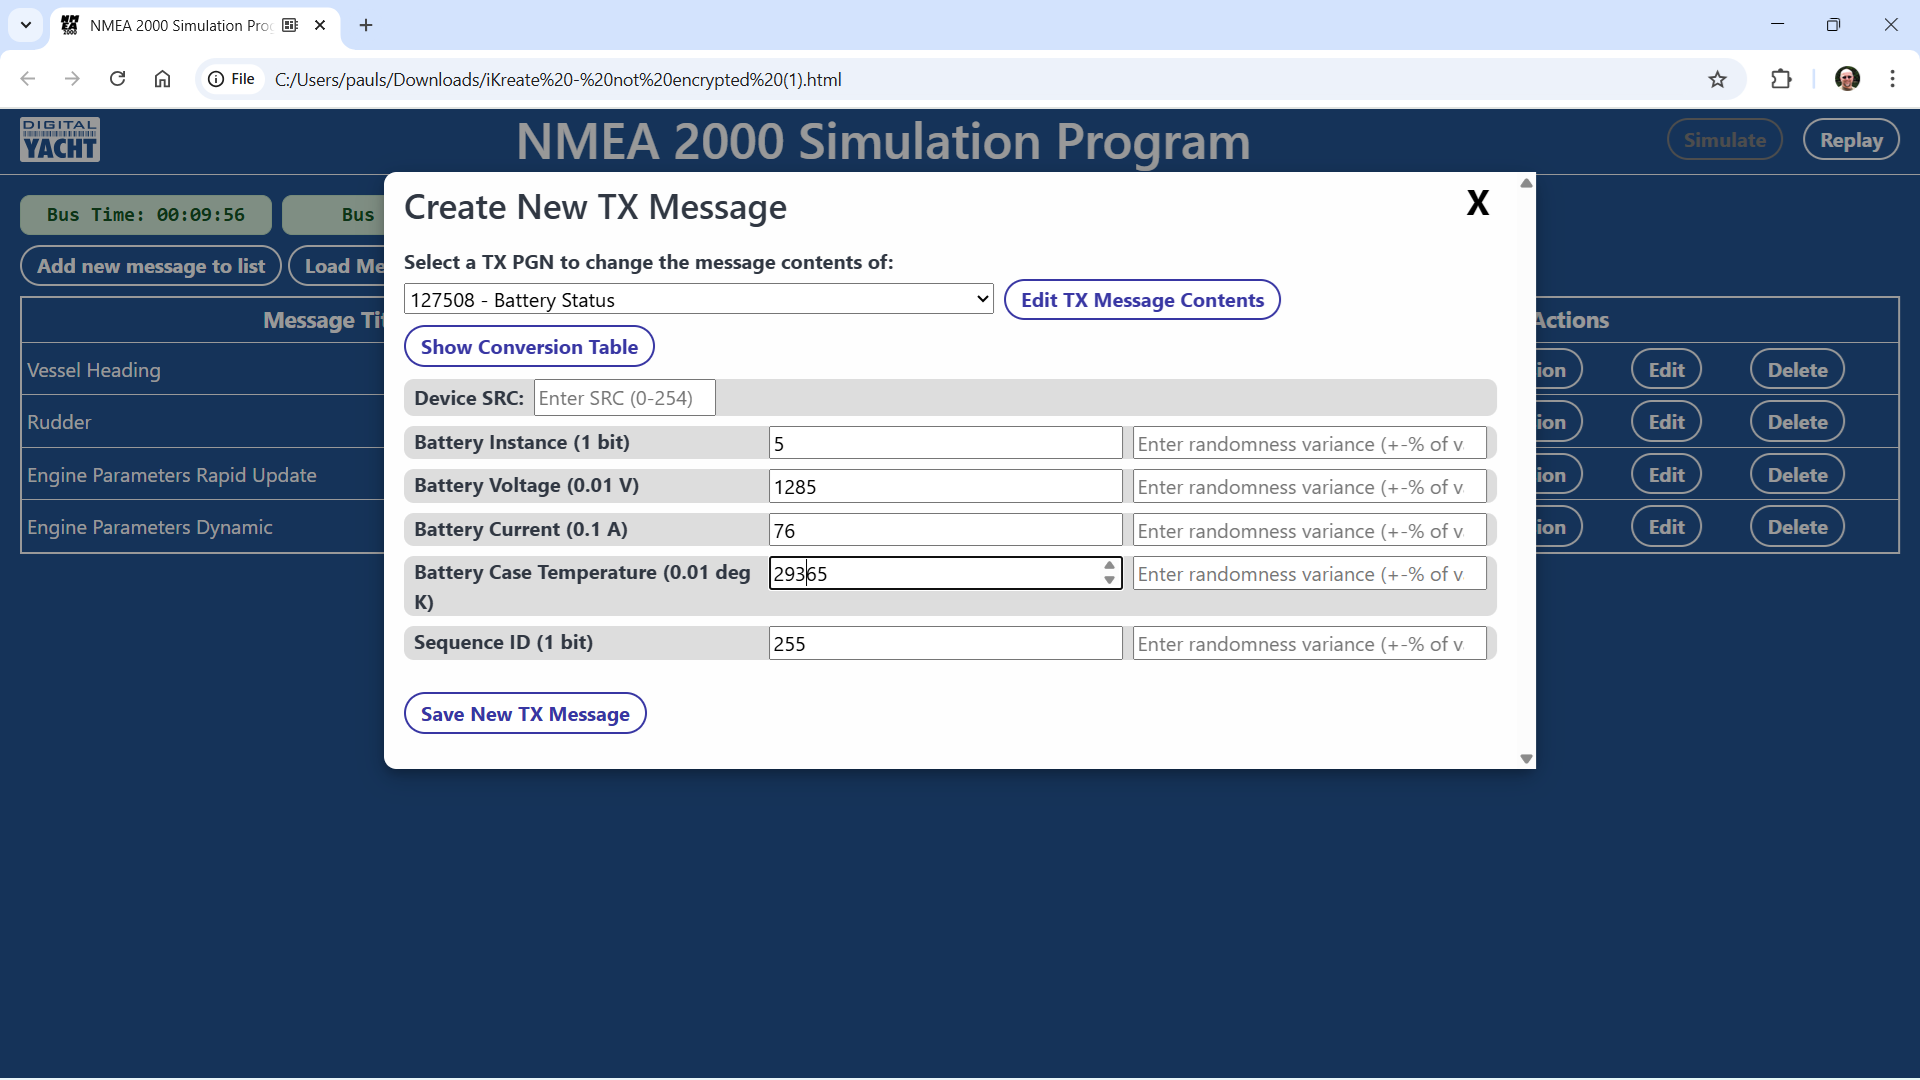 NMEA 2000 Simulation Prog
File
C:/Users/pauls/Downloads/iKreate%20-%20not%20encrypted%20(1).html
DIGITAL
YACHT
NMEA 2000 Simulation Program
Simulate
Replay
Bus Time: 00:09:56
Bus
Add new message to list
Load Me
Message Tit
Actions
Vessel Heading
ion
Edit
Delete
Rudder
ion
Edit
Delete
Engine Parameters Rapid Update
ion
Edit
Delete
Engine Parameters Dynamic
ion
Edit
Delete
Create New TX Message
X
Select a TX PGN to change the message contents of:
127508 - Battery Status
Edit TX Message Contents
Show Conversion Table
Device SRC:
Enter SRC (0-254)
Battery Instance (1 bit)
5
Enter randomness variance (+-% of v
Battery Voltage (0.01 V)
1285
Enter randomness variance (+-% of v
Battery Current (0.1 A)
76
Enter randomness variance (+-% of v
Battery Case Temperature (0.01 deg
K)
29365
Enter randomness variance (+-% of v
Sequence ID (1 bit)
255
Enter randomness variance (+-% of v
Save New TX Message